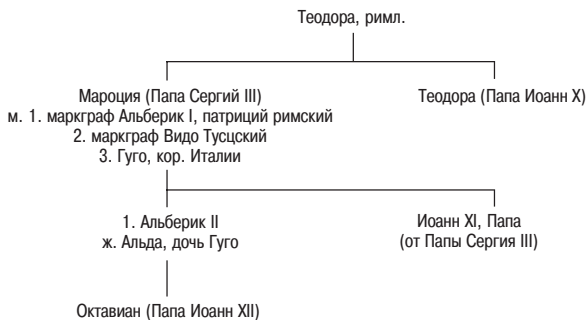 Теодора, римл.
Мароция (Папа Сергий III)
м. 1. маркграф Альберик I, патриций римский
2. маркграф Видо Тусцский
3. Гуго, кор. Италии
Теодора (Папа Иоанн X)
1. Альберик II
ж. Альда, дочь Гуго
Иоанн XI, Папа
(от Папы Сергия III)
Октавиан (Папа Иоанн XII)